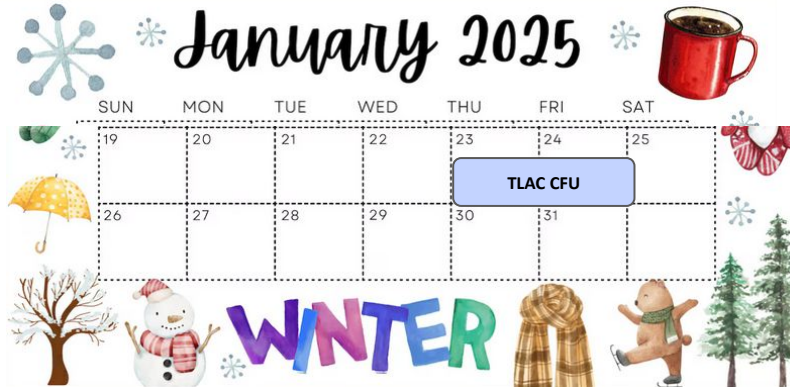 January 2025
SUN MON TUE WED THU FRI SAT
19 20 21 22 23 24 25
TLAC CFU
26 27 28 29 30 31
WINTER